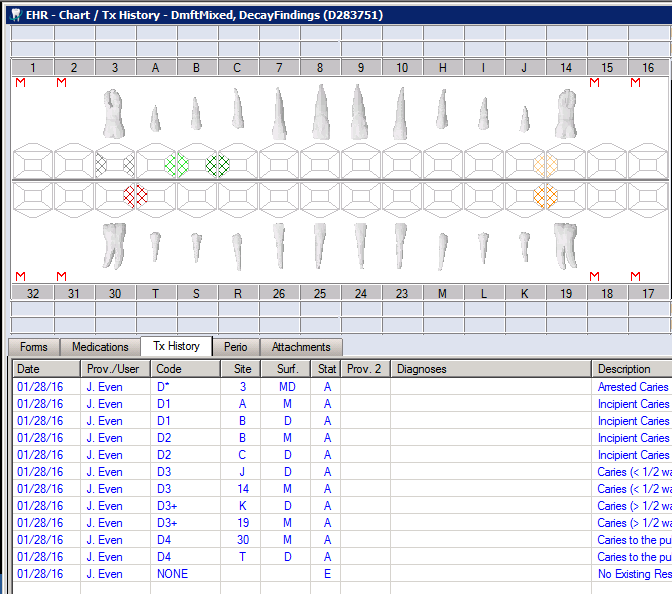 EHR - Chart / Tx History - DmftMixed, DecayFindings (D283751)
1 2 3 A B C 7 8 9 10 H I J 14 15 16
M M M M
M M M M
32 31 30 T S R 26 25 24 23 M L K 19 18 17
Forms Medications Tx History Perio Attachments
Date Prov./User Code Site Surf. Stat Prov. 2 Diagnoses Description
01/28/16 J. Even D* 3 MD A Arrested Caries
01/28/16 J. Even D1 A M A Incipient Caries
01/28/16 J. Even D1 B D A Incipient Caries
01/28/16 J. Even D2 B M A Incipient Caries
01/28/16 J. Even D2 C D A Incipient Caries
01/28/16 J. Even D3 J D A Caries (< 1/2 wa
01/28/16 J. Even D3 14 M A Caries (< 1/2 wa
01/28/16 J. Even D3+ K D A Caries (> 1/2 wa
01/28/16 J. Even D3+ 19 M A Caries (> 1/2 wa
01/28/16 J. Even D4 30 M A Caries to the pu
01/28/16 J. Even D4 T D A Caries to the pu
01/28/16 J. Even NONE E No Existing Res